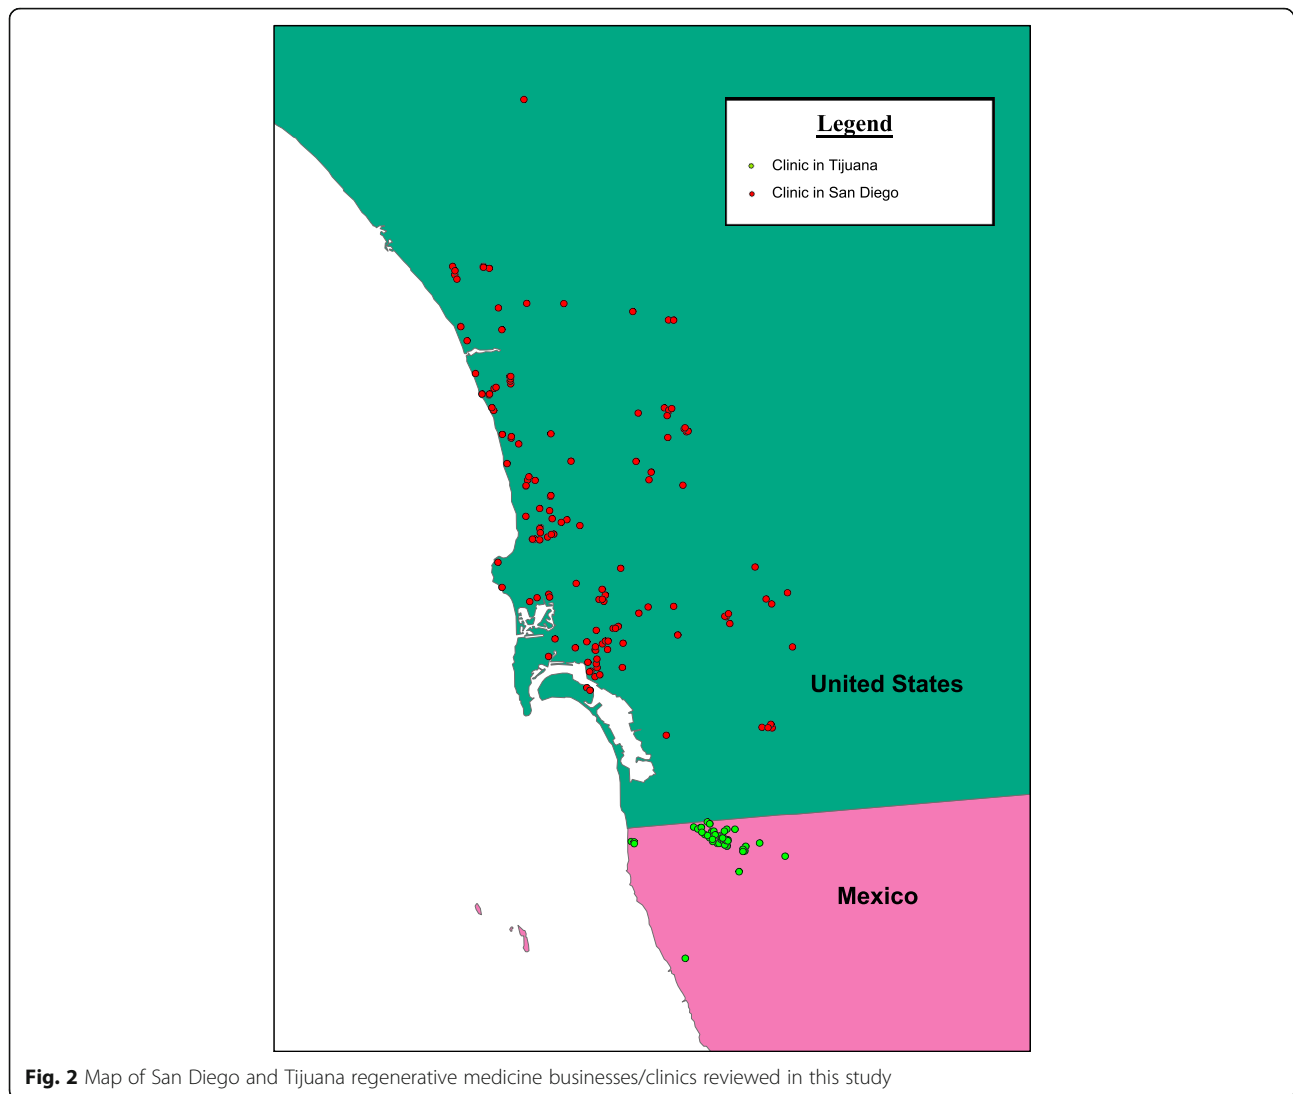 Legend
Clinic in Tijuana
Clinic in San Diego
United States
Mexico
Fig. 2 Map of San Diego and Tijuana regenerative medicine businesses/clinics reviewed in this study